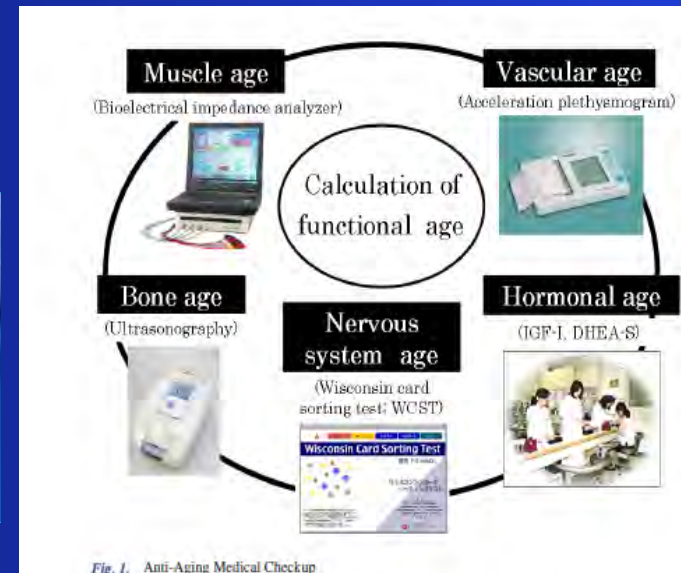 Muscle age
(Bioelectrical impedance analyzer)
Vascular age
(Acceleration plethysmogram)
Calculation of
functional age
Bone age
(Ultrasonography)
Nervous
system age
(Wisconsin card
sorting test; WCST)
Wisconsin Card Sorting Test
Hormonal age
(IGF-I, DHEA-S)
Fig. 1. Anti-Aging Medical Checkup